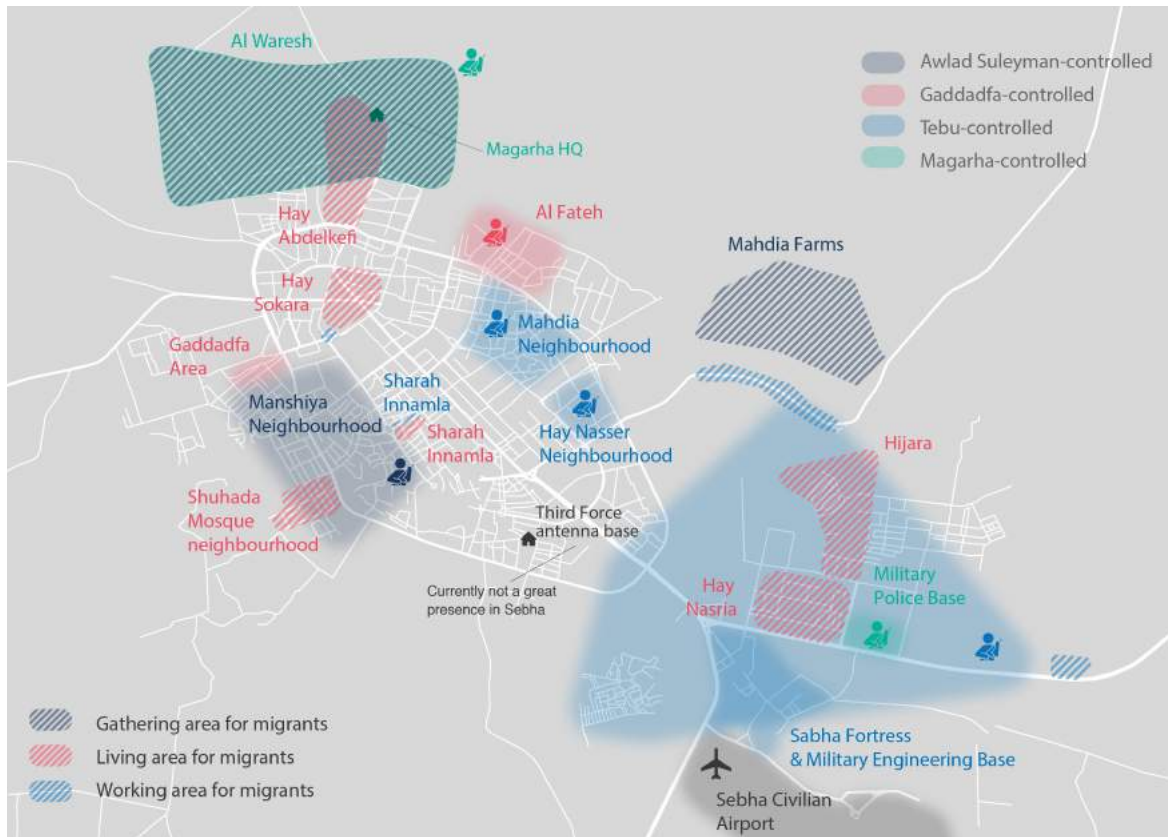 Al Waresh
Awlad Suleyman-controlled
Gaddadfa-controlled
Tebu-controlled
Magarha-controlled
Magarha HQ
Hay
Abdelkefi
Al Fateh
Mahdia Farms
Hay
Sokara
Mahdia
Neighbourhood
Gaddadfa
Area
Manshiya
Neighbourhood
Sharah
Innamla
Sharah
Innamla
Hay Nasser
Neighbourhood
Hijara
Shuhada
Mosque
neighbourhood
Third Force
antenna base
Currently not a great
presence in Sebha
Hay
Nasria
Military
Police Base
Gathering area for migrants
Living area for migrants
Working area for migrants
Sabha Fortress
& Military Engineering Base
Sebha Civilian
Airport